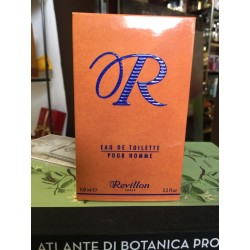 R
EAU DE TOILETTE
POUR HOMME
Revillon
PARIS
100 ml e 3.3 fl.oz
ATLANTE DI BOTANICA PRO